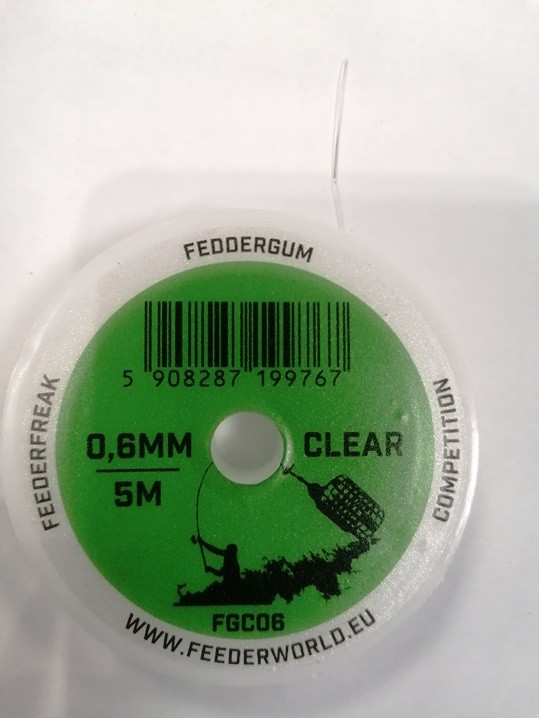 FEDDERGUM
5 908287 199767
FEEDERFREAK
0,6MM
5M
CLEAR
COMPETITION
FGC06
WWW.FEEDERWORLD.EU